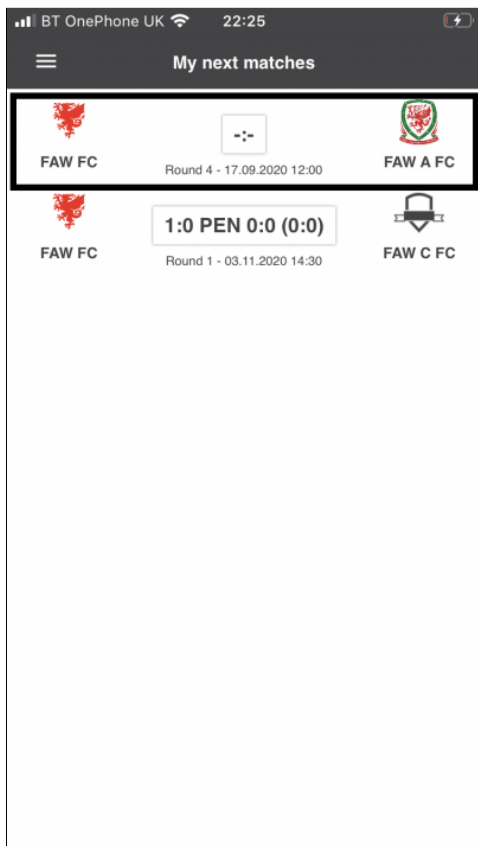 BT OnePhone UK 22:25
My next matches
-:-
FAW FC
FAW A FC
Round 4 - 17.09.2020 12:00
1:0 PEN 0:0 (0:0)
FAW FC
FAW C FC
Round 1 - 03.11.2020 14:30